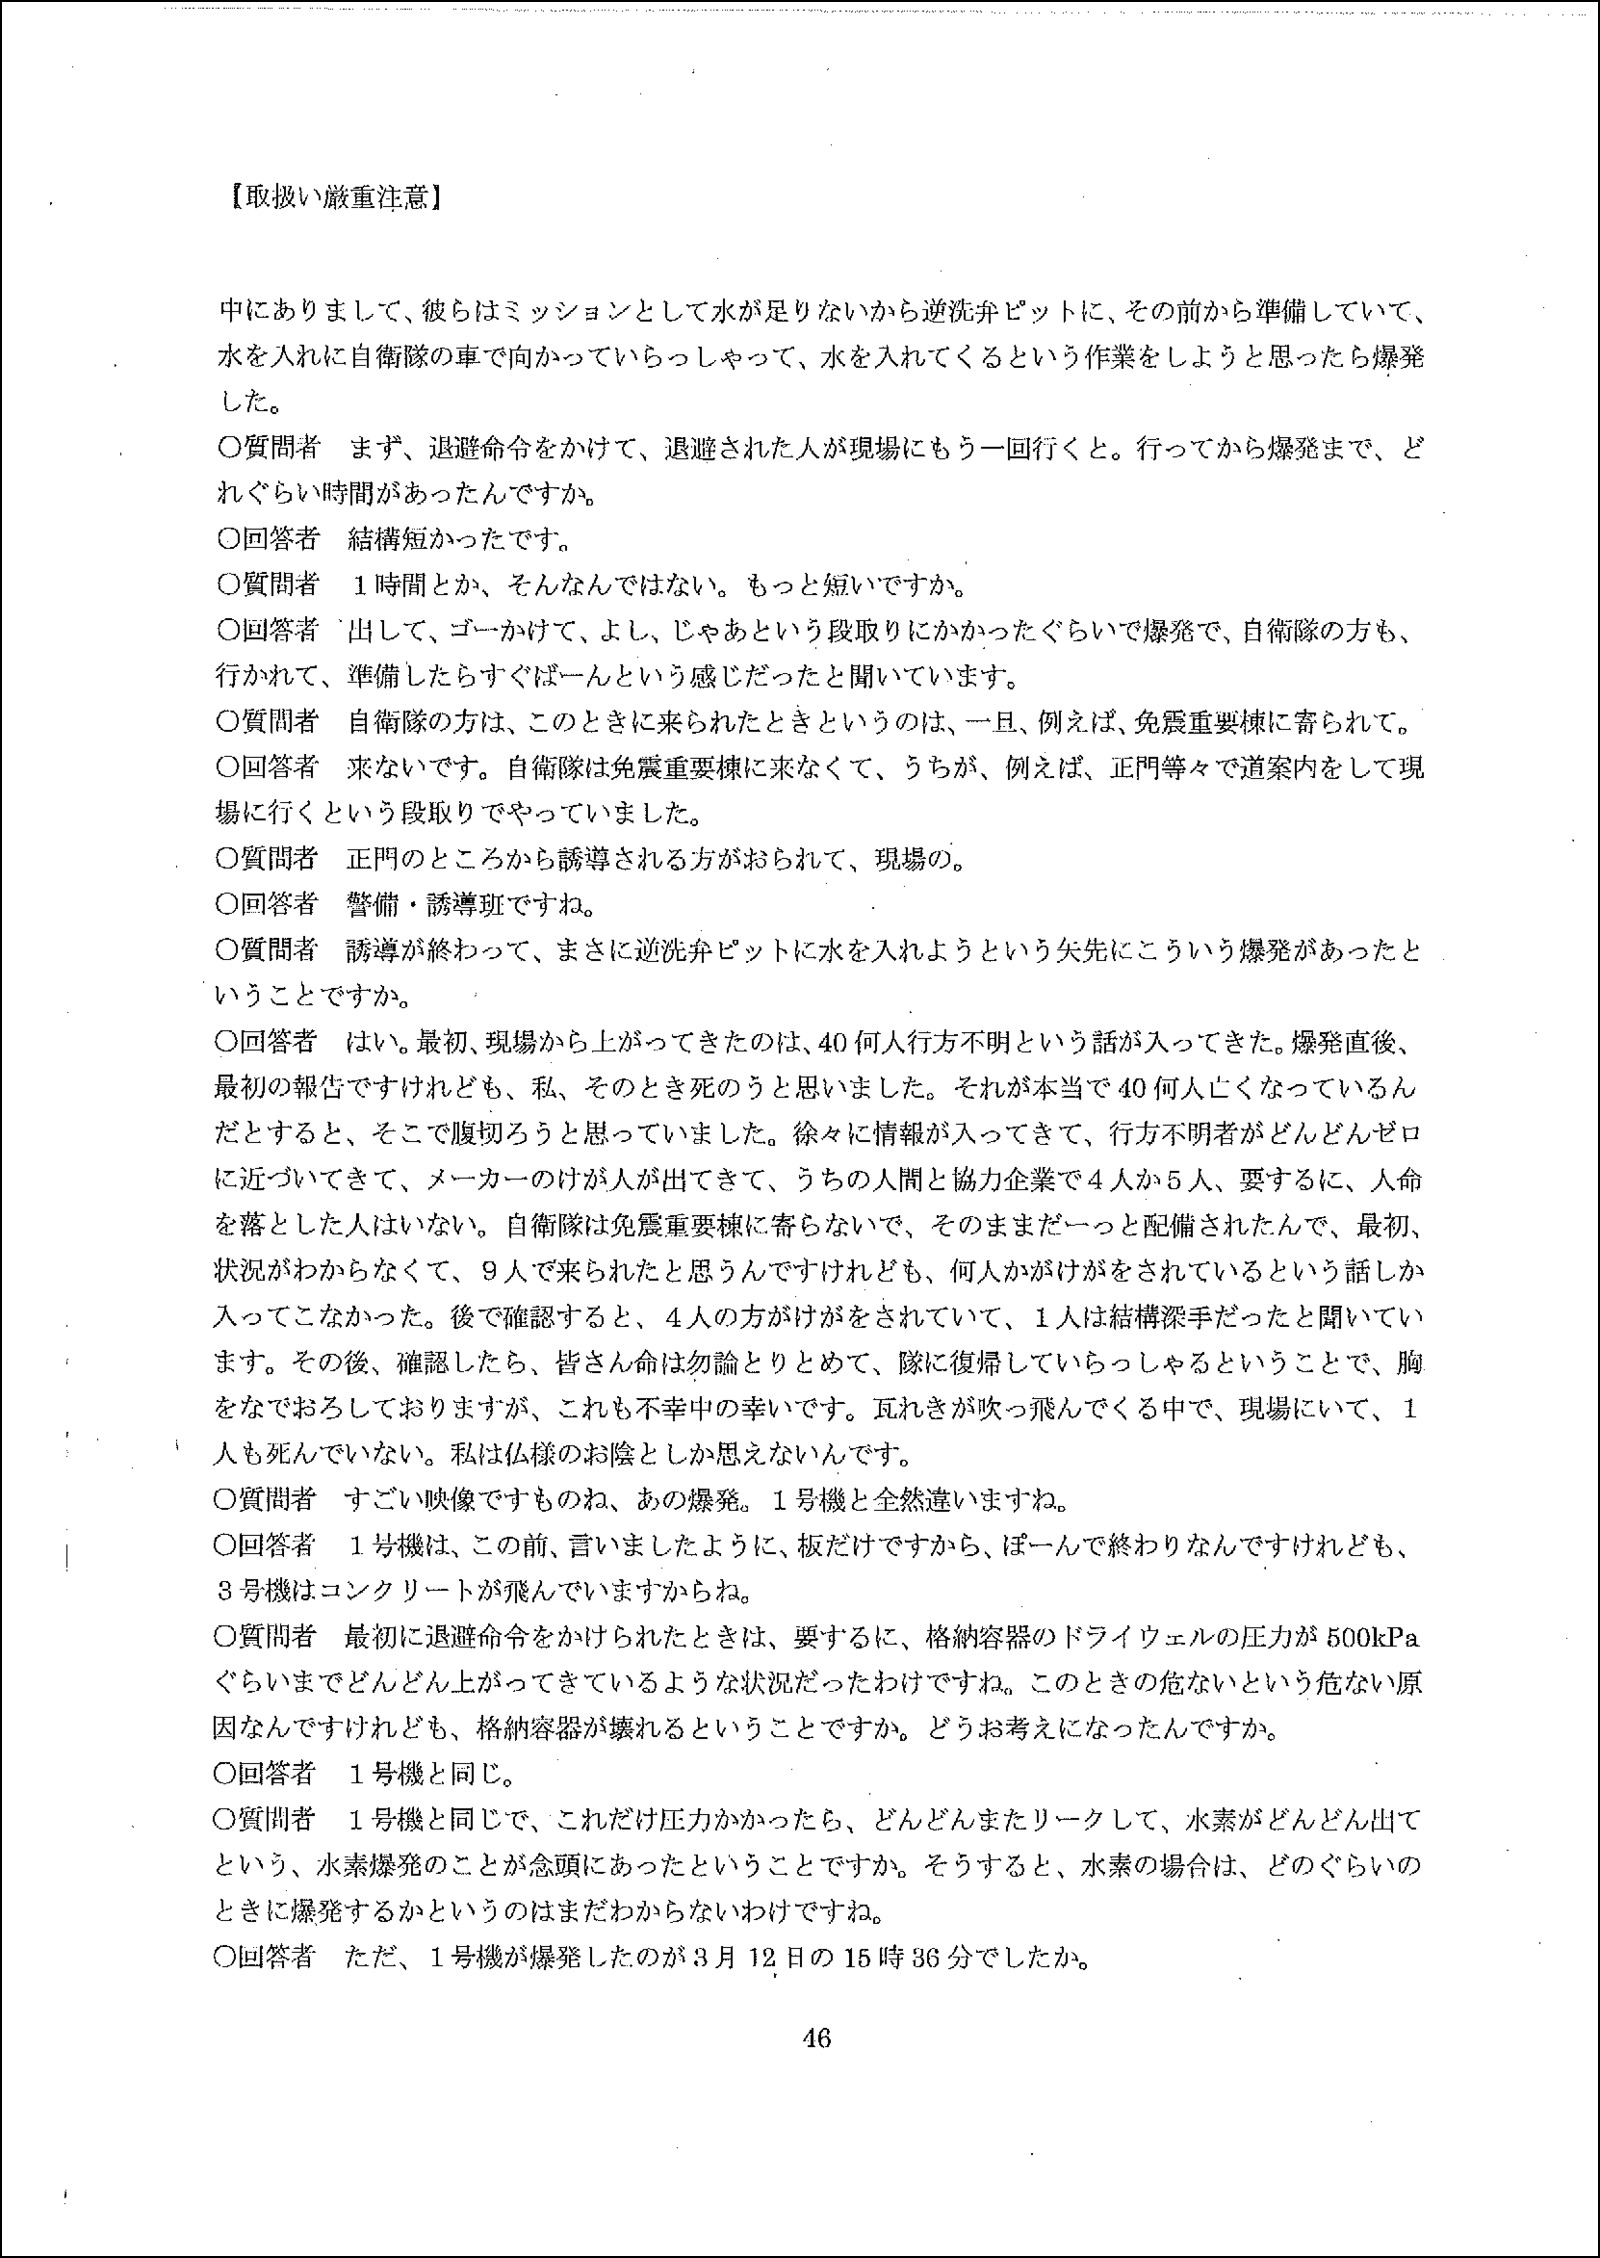 【取扱い厳重注意】
中にありまして、彼らはミッションとして水が足りないから逆洗弁ピットに、その前から準備していて、
水を入れに自衛隊の車で向かっていらっしゃって、水を入れてくるという作業をしようと思ったら爆発
した。
○質問者　まず、退避命令をかけて、退避された人が現場にもう一回行くと。行ってから爆発まで、ど
れぐらい時間があったんですか。
○回答者　結構短かったです。
○質問者　１時間とか、そんなんではない。もっと短いですか。
○回答者　出して、ゴーかけて、よし、じゃあという段取りにかかったぐらいで爆発で、自衛隊の方も、
行かれて、準備したらすぐばーんという感じだったと聞いています。
○質問者　自衛隊の方は、このときに来られたときというのは、一旦、例えば、免震重要棟に寄られて。
○回答者　来ないです。自衛隊は免震重要棟に来なくて、うちが、例えば、正門等々で道案内をして現
場に行くという段取りでやっていました。
○質問者　正門のところから誘導される方がおられて、現場の。
○回答者　警備・誘導班ですね。
○質問者　誘導が終わって、まさに逆洗弁ピットに水を入れようという矢先にこういう爆発があったと
いうことですか。
○回答者　はい。最初、現場から上がってきたのは、40 何人行方不明という話が入ってきた。爆発直後、
最初の報告ですけれども、私、そのとき死のうと思いました。それが本当で 40 何人亡くなっているん
だとすると、そこで腹切ろうと思っていました。徐々に情報が入ってきて、行方不明者がどんどんゼロ
に近づいてきて、メーカーのけが人が出てきて、うちの人間と協力企業で４人か５人、要するに、人命
を落とした人はいない。自衛隊は免震重要棟に寄らないで、そのままだーっと配備されたんで、最初、
状況がわからなくて、９人で来られたと思うんですけれども、何人かがけがをされているという話しか
入ってこなかった。後で確認すると、４人の方がけがをされていて、１人は結構深手だったと聞いてい
ます。その後、確認したら、皆さん命は勿論とりとめて、隊に復帰していらっしゃるということで、胸
をなでおろしておりますが、これも不幸中の幸いです。瓦れきが吹っ飛んでくる中で、現場にいて、１
人も死んでいない。私は仏様のお陰としか思えないんです。
○質問者　すごい映像ですものね、あの爆発。１号機と全然違いますね。
○回答者　１号機は、この前、言いましたように、板だけですから、ぽーんで終わりなんですけれども、
３号機はコンクリートが飛んでいますからね。
○質問者　最初に退避命令をかけられたときは、要するに、格納容器のドライウェルの圧力が 500kPa
ぐらいまでどんどん上がってきているような状況だったわけですね。このときの危ないという危ない原
因なんですけれども、格納容器が壊れるということですか。どうお考えになったんですか。
○回答者　１号機と同じ。
○質問者　１号機と同じで、これだけ圧力かかったら、どんどんまたリークして、水素がどんどん出て
という、水素爆発のことが念頭にあったということですか。そうすると、水素の場合は、どのぐらいの
ときに爆発するかというのはまだわからないわけですね。
○回答者　ただ、１号機が爆発したのが３月 12 日の 15 時 36 分でしたか。
46